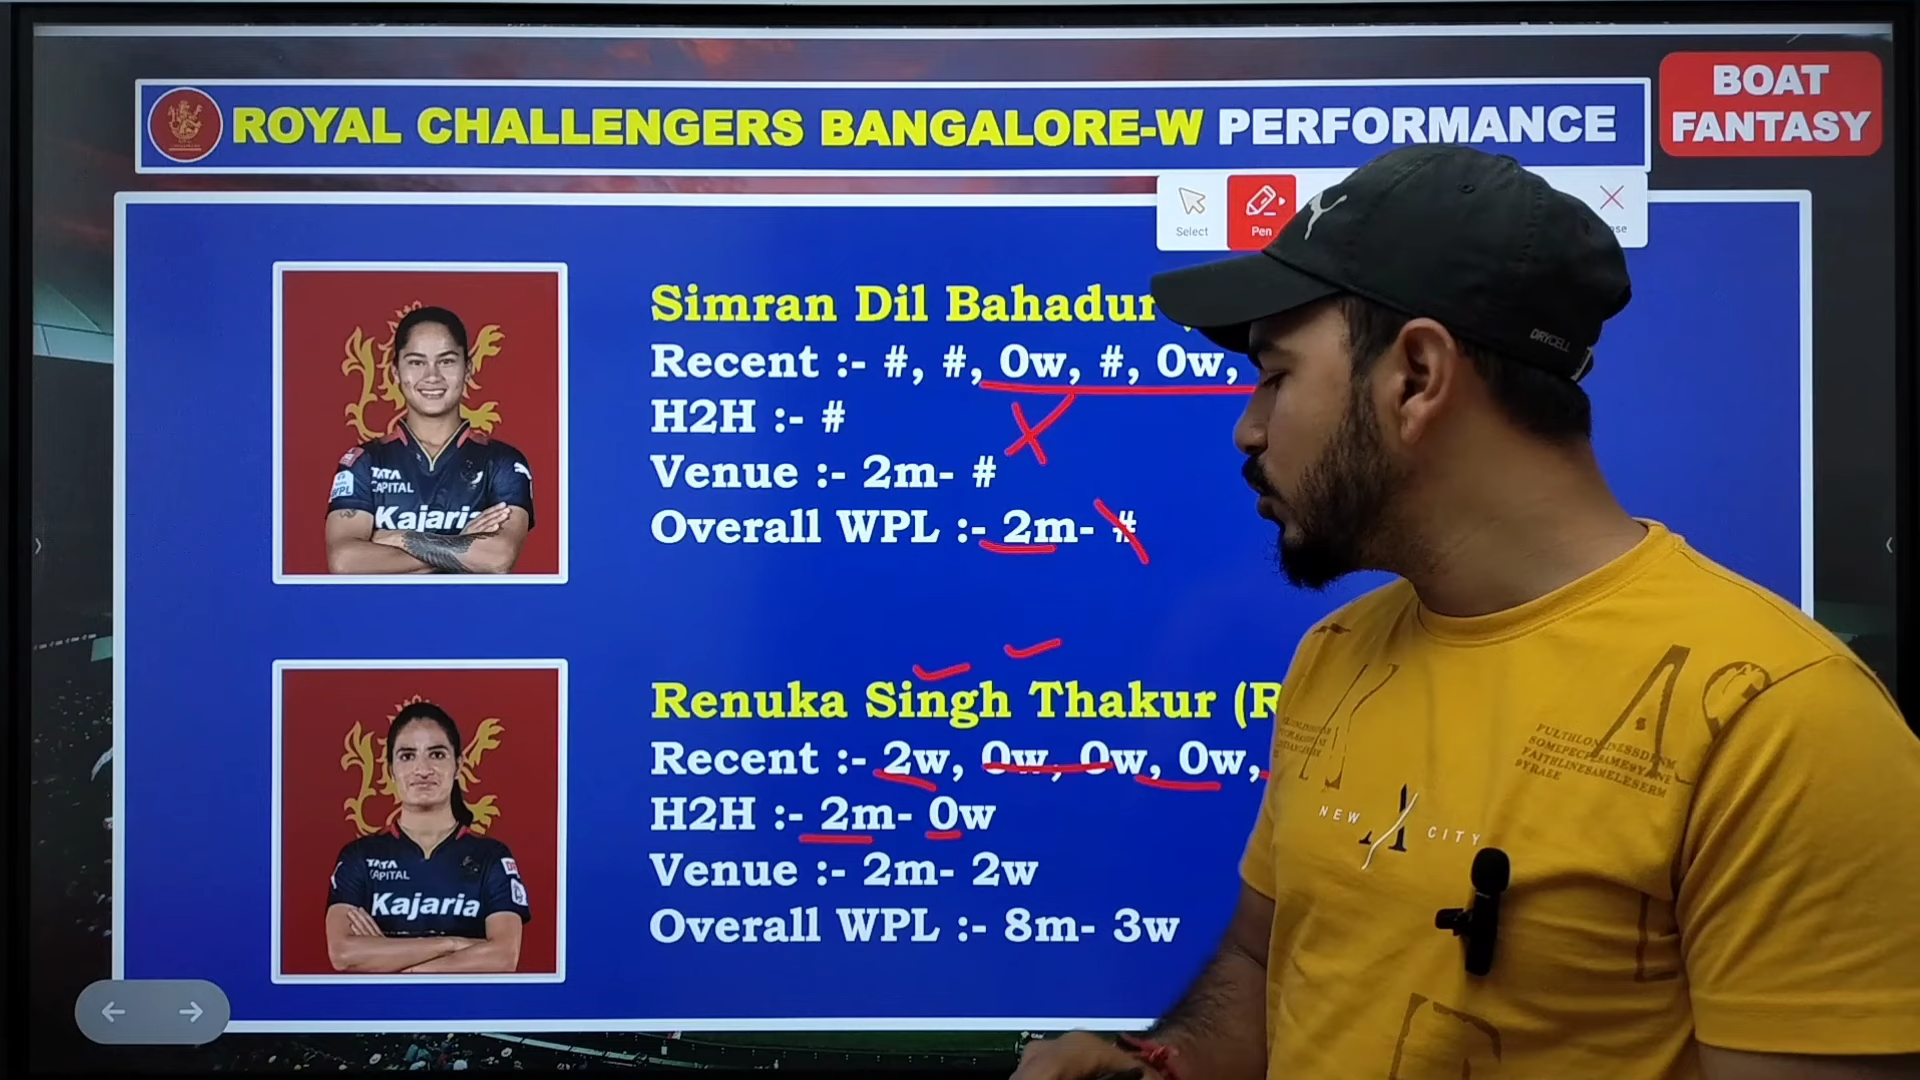 ROYAL CHALLENGERS BANGALORE-W PERFORMANCE
BOAT
FANTASY
Select
Pen
Simran Dil Bahadur
Recent :- #, #, 0w, #, 0w,
H2H :- #
Venue :- 2m- #
Overall WPL :- 2m- #
TATA
CAPITAL
Kajaria
Renuka Singh Thakur (R
Recent :- 2w, 0w, 0w, 0w,
H2H :- 2m- 0w
Venue :- 2m- 2w
Overall WPL :- 8m- 3w
TATA
CAPITAL
Kajaria
DRYCELL
NEW CITY